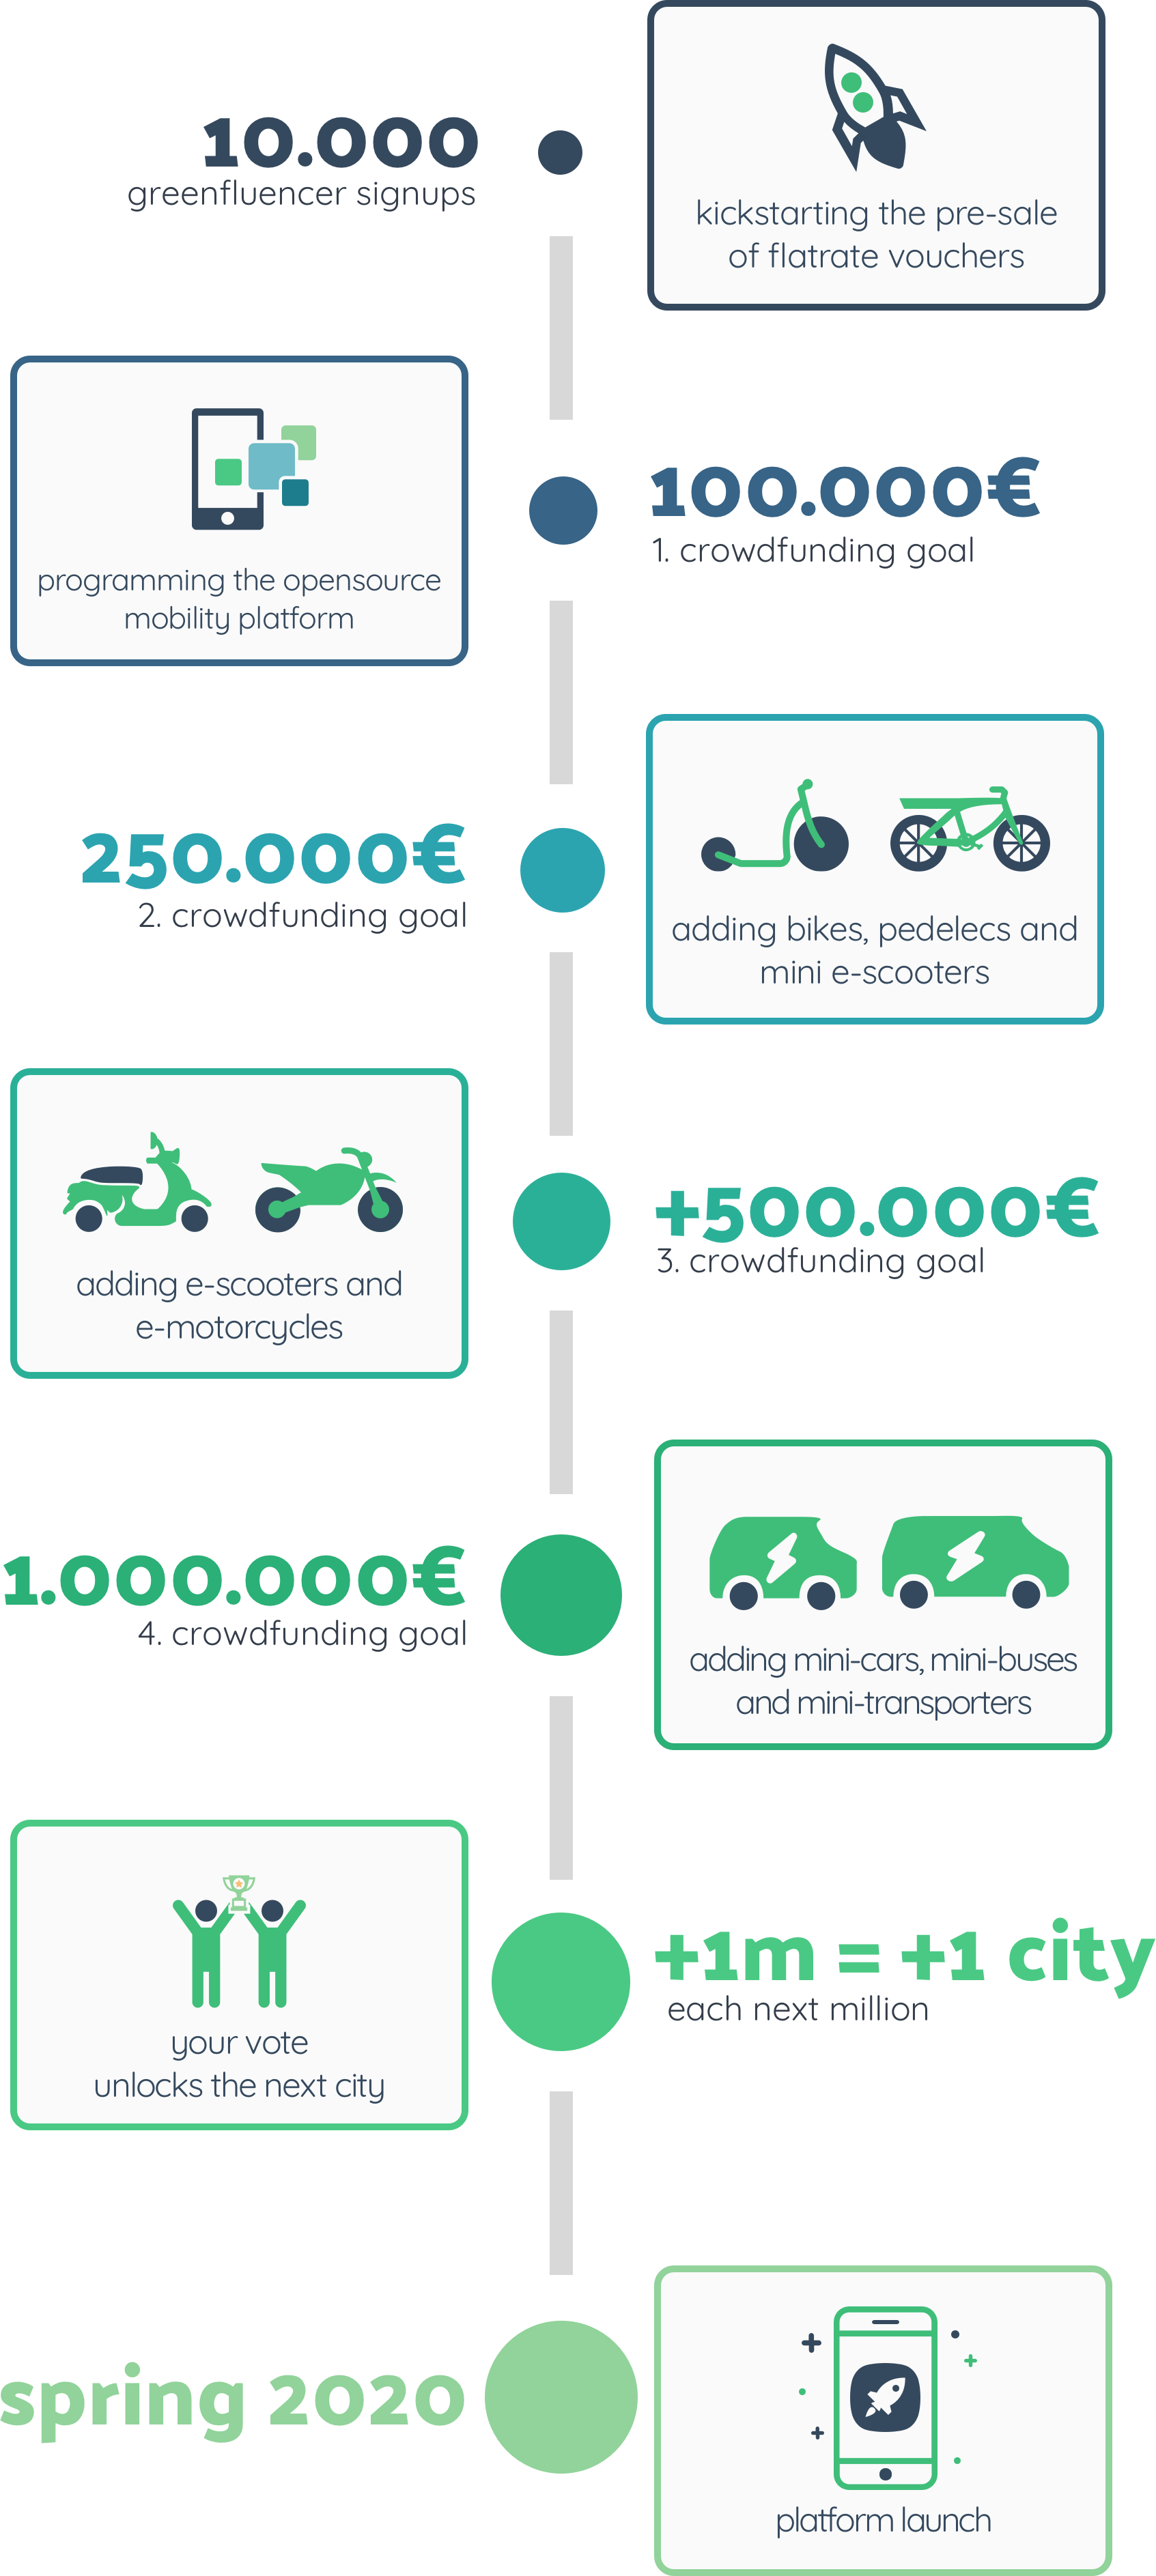 10.000
greenfluencer signups
kickstarting the pre-sale
of flatrate vouchers
programming the opensource
mobility platform
100.000€
1. crowdfunding goal
250.000€
2. crowdfunding goal
adding bikes, pedelecs and
mini e-scooters
adding e-scooters and
e-motorcycles
+500.000€
3. crowdfunding goal
1.000.000€
4. crowdfunding goal
adding mini-cars, mini-buses
and mini-transporters
your vote
unlocks the next city
+1m = +1 city
each next million
spring 2020
platform launch